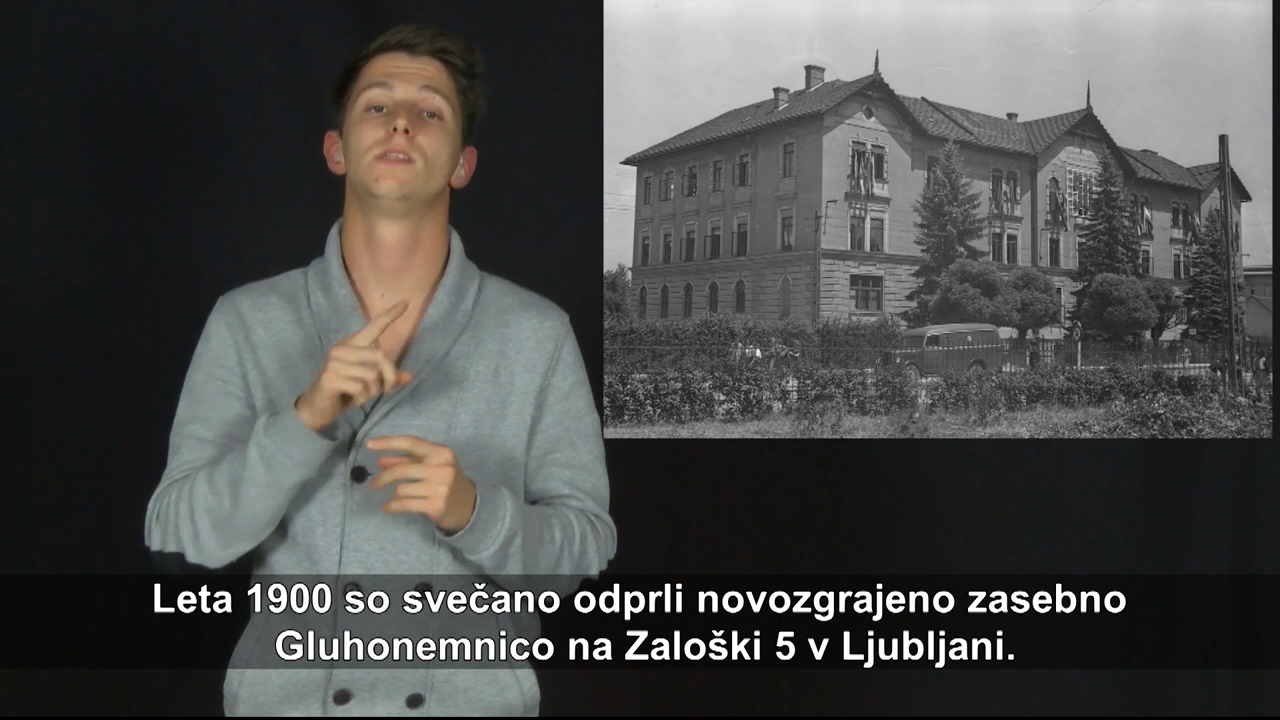 Leta 1900 so svečano odprli novozgrajeno zasebno
Gluhonemnico na Zaloški 5 v Ljubljani.